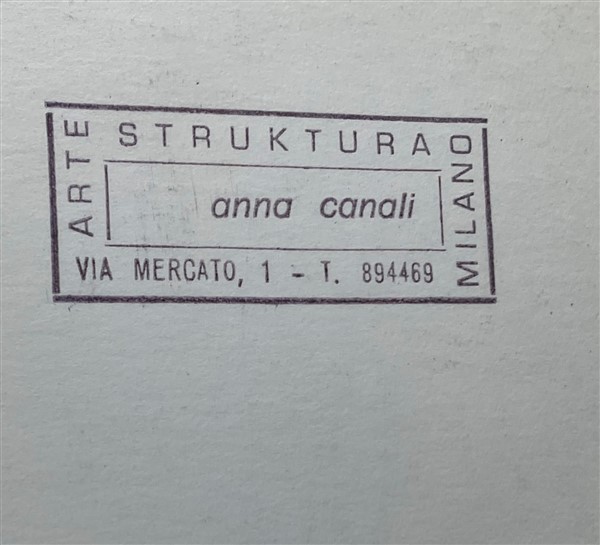 ARTE
STRUKTURA
MILANO
anna canali
VIA MERCATO, 1 - T. 894469